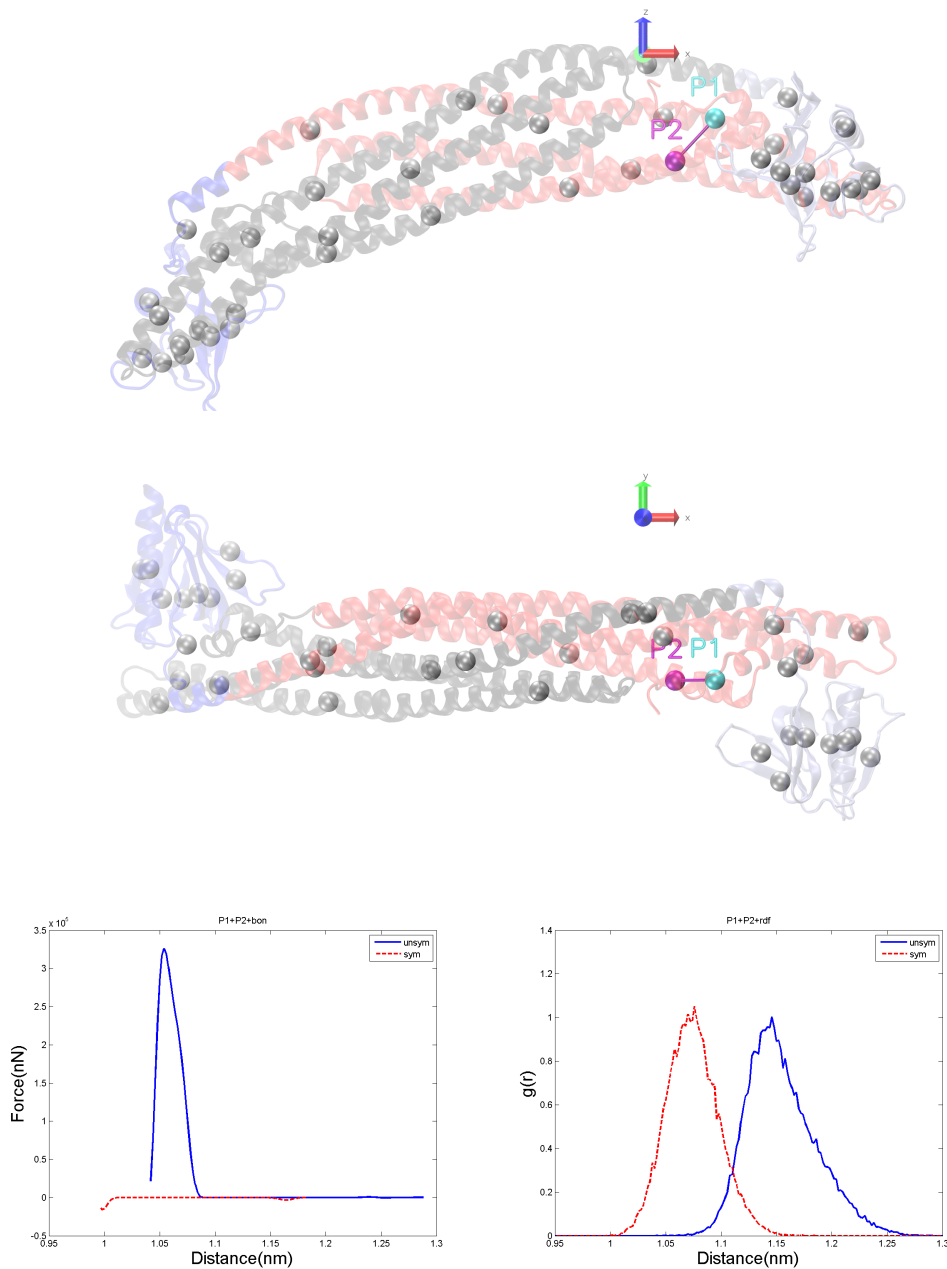 z
x
P1
P2
y
x
P2 P1
P1+P2+bon
x 10^5
3.5
3
2.5
2
1.5
1
0.5
0
-0.5
Force(nN)
unsym
sym
0.95 1 1.05 1.1 1.15 1.2 1.25 1.3
Distance(nm)
P1+P2+rdf
1.4
1.2
1
0.8
0.6
0.4
0.2
0
g(r)
unsym
sym
0.95 1 1.05 1.1 1.15 1.2 1.25 1.3
Distance(nm)